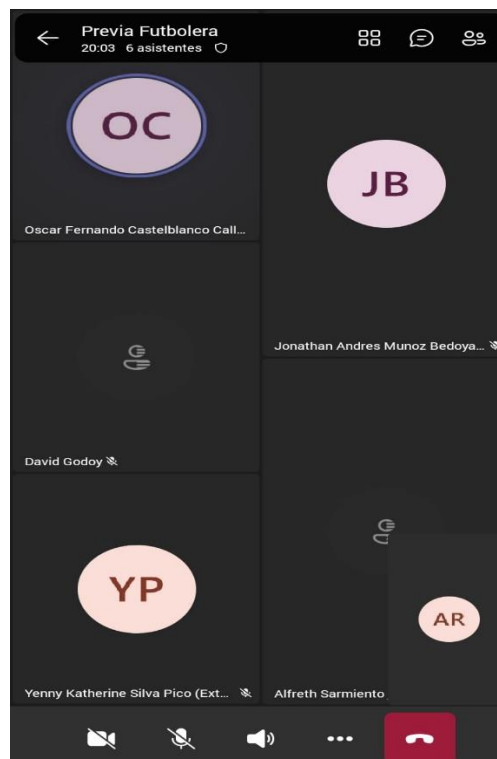 Previa Futbolera
20:03 6 asistentes
OC
Oscar Fernando Castelblanco Call...
JB
Jonathan Andres Munoz Bedoya...
David Godoy
YP
Yenny Katherine Silva Pico (Ext...
AR
Alfreth Sarmiento